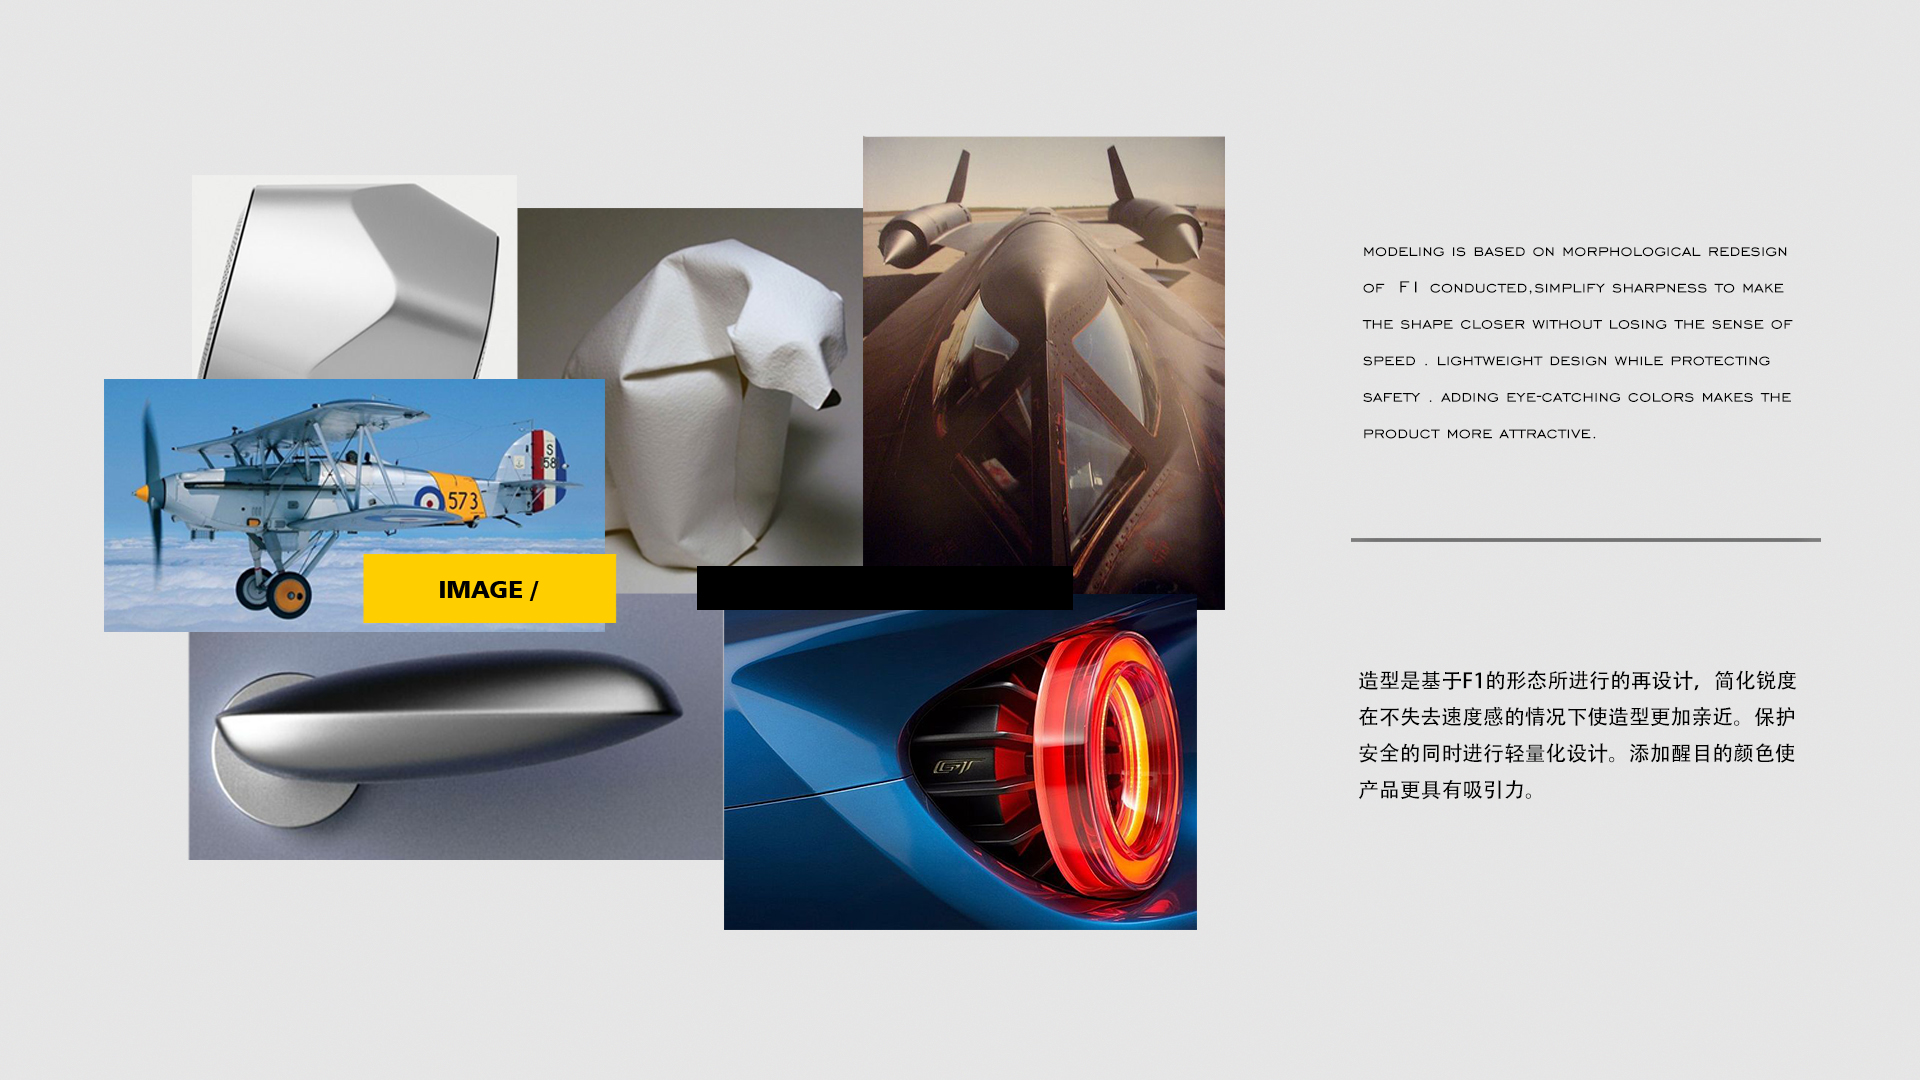 S
58
573
IMAGE /
GT
MODELING IS BASED ON MORPHOLOGICAL REDESIGN
OF F1 CONDUCTED,SIMPLIFY SHARPNESS TO MAKE
THE SHAPE CLOSER WITHOUT LOSING THE SENSE OF
SPEED . LIGHTWEIGHT DESIGN WHILE PROTECTING
SAFETY . ADDING EYE-CATCHING COLORS MAKES THE
PRODUCT MORE ATTRACTIVE.
造型是基于F1的形态所进行的再设计，简化锐度
在不失去速度感的情况下使造型更加亲近。保护
安全的同时进行轻量化设计。添加醒目的颜色使
产品更具有吸引力。